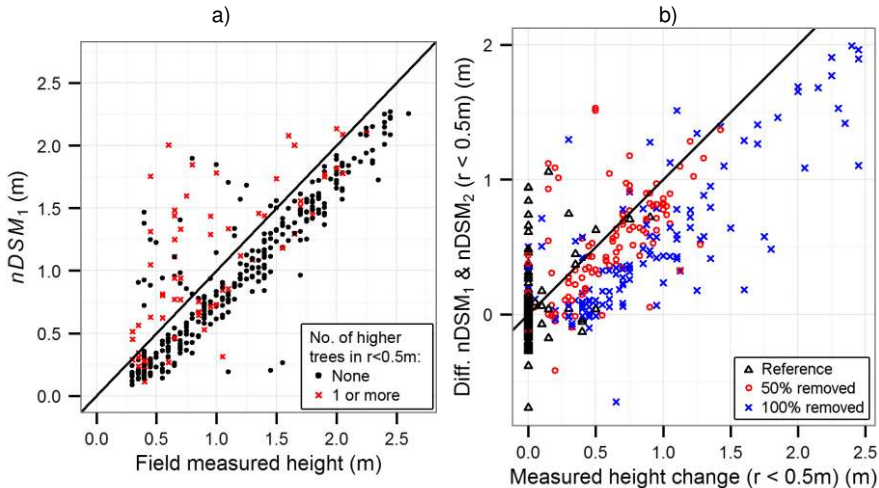 a)
2.5
2.0
1.5
1.0
0.5
0.0
nDSM1 (m)
0.0 0.5 1.0 1.5 2.0 2.5
Field measured height (m)
No. of higher
trees in r<0.5m:
None
1 or more
b)
2
1
0
Diff. nDSM1 & nDSM2 (r < 0.5m) (m)
0.0 0.5 1.0 1.5 2.0 2.5
Measured height change (r < 0.5m) (m)
Reference
50% removed
100% removed